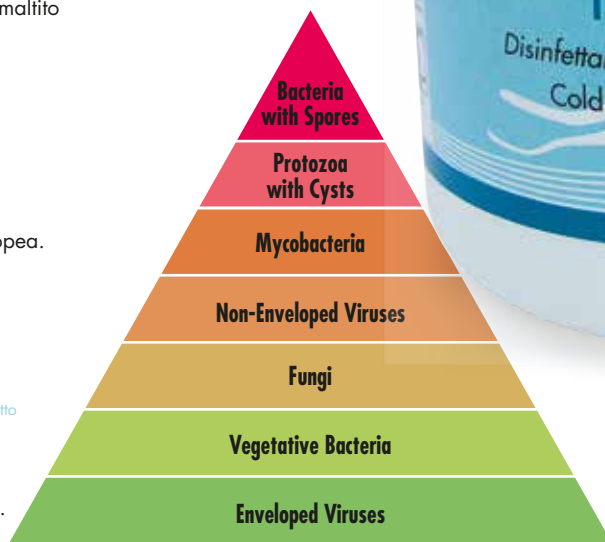 maltito
Disinfetta
Cold
Bacteria
with Spores
Protozoa
with Cysts
opea.
Mycobacteria
Non-Enveloped Viruses
Fungi
tto
Vegetative Bacteria
Enveloped Viruses